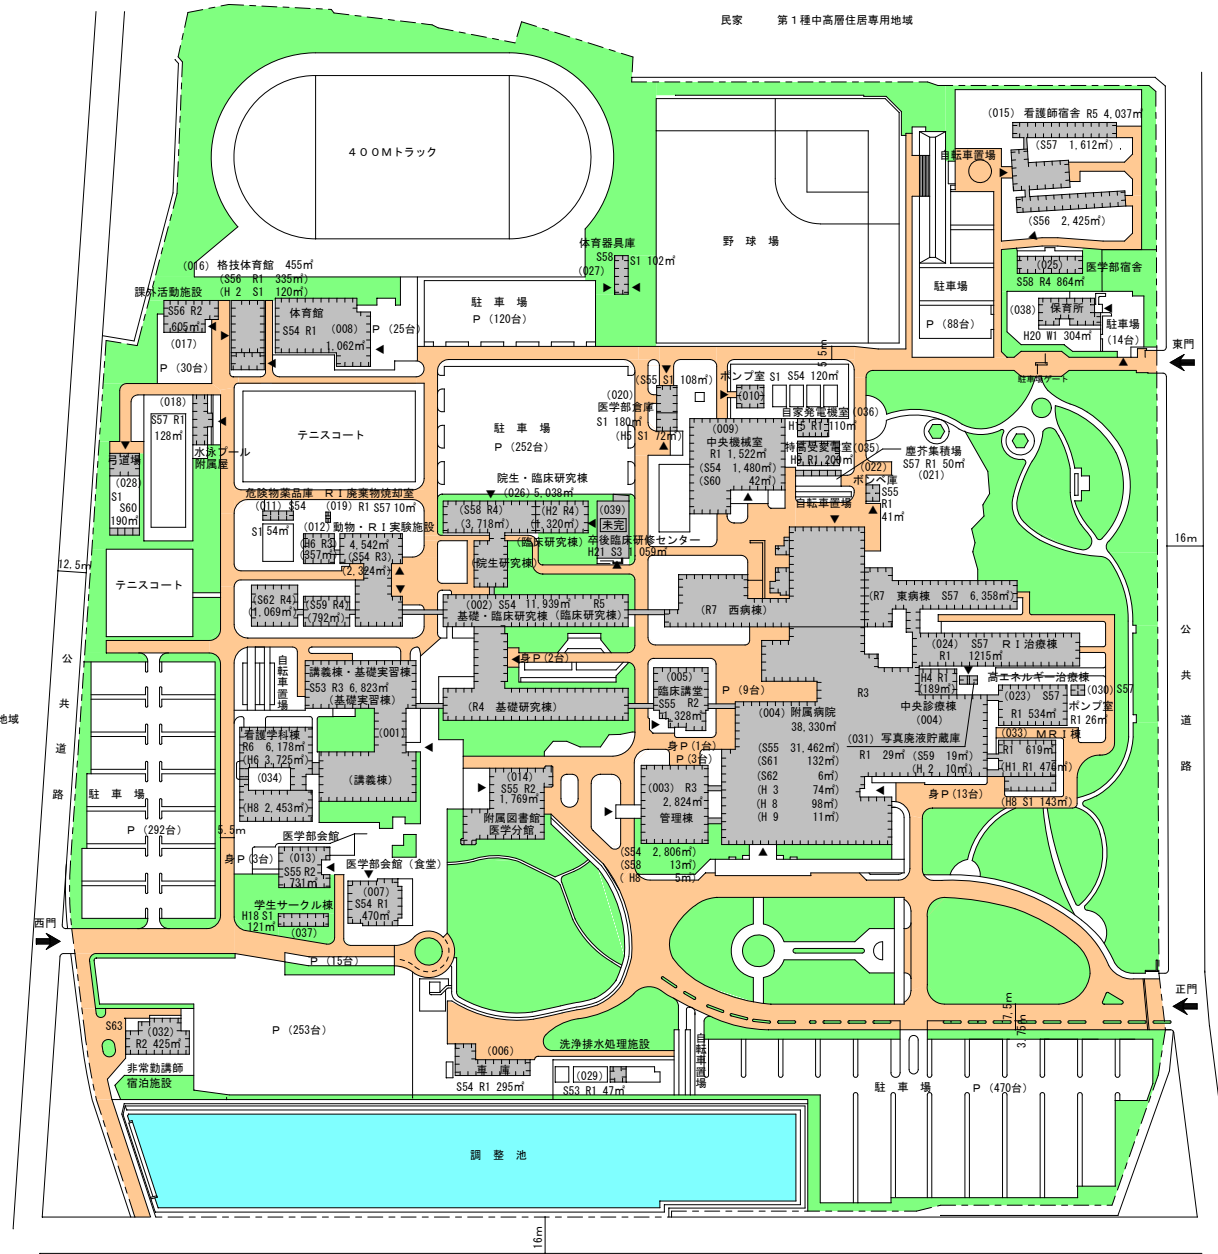 民家　　第１種中高層住居専用地域
４００Mトラック
(015) 看護師宿舎 R5 4,037㎡
(S57 1,612㎡)
自転車置場
(S56 2,425㎡)
(025)
医学部宿舎
S58 R4 864㎡
野 球 場
体育器具庫
S58
S1 102㎡
(027)
(016) 格技体育館 455㎡
(S56 R1 335㎡)
(H 2 S1 120㎡)
課外活動施設
S56 R2
605㎡
(017)
P (30台)
体育館
S54 R1 (008)
1,062㎡
P (25台)
駐 車 場
P (120台)
駐車場
P (88台)
(038)
保育所
H20 W1 304㎡
駐車場
(14台)
東門
駐車場ゲート
5.5m
(018)
S57 R1
128㎡
水泳プール
附属屋
テニスコート
駐 車 場
P (252台)
(S55 S1 108㎡)
(020)
医学部倉庫
S1 180㎡
(H5 S1 72㎡)
ポンプ室 S1 S54 120㎡
(010)
自家発電機室(036)
H15 R1 110㎡
(009)
中央機械室
R1 1,522㎡
(S54 1,480㎡)
(S60 42㎡)
特高受変電室(035)
H8 R1 200㎡
塵芥集積場
S57 R1 50㎡
(021)
(022)
ボンベ庫
S55
R1
41㎡
自転車置場
弓道場
(028)
S1
S60
190㎡
危険物薬品庫
(011) S54
S1 54㎡
ＲＩ廃棄物焼却室
(019) R1 S57 10㎡
院生・臨床研究棟
(026) 5,038㎡
(S58 R4)
(3,718㎡)
(H2 R4)
1,320㎡)
(039)
未完
(臨床研究棟)
卒後臨床研修センター
H21 S3 1,059㎡
(院生研究棟)
(012) 動物・ＲＩ実験施設
4,542㎡
(H6 R3)
(357㎡)
(S54 R3)
(2,324㎡)
テニスコート
12.5m
16m
(S62 R4)
(1,069㎡)
(S59 R4)
(792㎡)
(002) S54 11,939㎡ R5
基礎・臨床研究棟 (臨床研究棟)
(R7 西病棟)
(R7 東病棟 S57 6,358㎡)
(024) S57 ＲＩ治療棟
R1 1215㎡
公 共 道 路
公 共 道 路
自転車置場
講義棟・基礎実習棟
S53 R3 6,823㎡
(基礎実習棟)
(001)
(講義棟)
身P(2台)
(R4 基礎研究棟)
(005)
臨床講堂
S55 R2
328㎡
P (9台)
R3
H4 R1
(189㎡)
高エネルギー治療棟
(023) S57
R1 534㎡
(030) S57
ポンプ室
R1 26㎡
中央診療棟
(004)
(004) 附属病院
38,330㎡
(S55 31,462㎡)
(S61 132㎡)
(S62 6㎡)
(H 3 74㎡)
(H 8 98㎡)
(H 9 11㎡)
(031) 写真廃液貯蔵庫
R1 29㎡ (S59 19㎡)
(H 2 10㎡)
(033) ＭＲＩ棟
R1 619㎡
(H1 R1 476㎡)
(H8 S1 143㎡)
身P(13台)
地域
看護学科棟
R6 6,178㎡
(H6 3,725㎡)
(034)
(H8 2,453㎡)
駐 車 場
P (292台)
5.5m
身P(1台)
P(3台)
(003) R3
2,824㎡
管理棟
(S54 2,806㎡)
(S58 13㎡)
( H8 5㎡)
(014)
S55 R2
1,769㎡
附属図書館
医学分館
医学部会館
身P(3台)
(013)
S55 R2
731㎡
医学部会館(食堂)
(007)
S54 R1
470㎡
学生サークル棟
H18 S1
121㎡
(037)
西門
P (15台)
正門
7.5m
3.75m
S63
(032)
R2 425㎡
非常勤講師
宿泊施設
P (253台)
(006)
車 庫
S54 R1 295㎡
洗浄排水処理施設
(029)
S53 R1 47㎡
自転車置場
駐 車 場　　P (470台)
調 整 池
16m